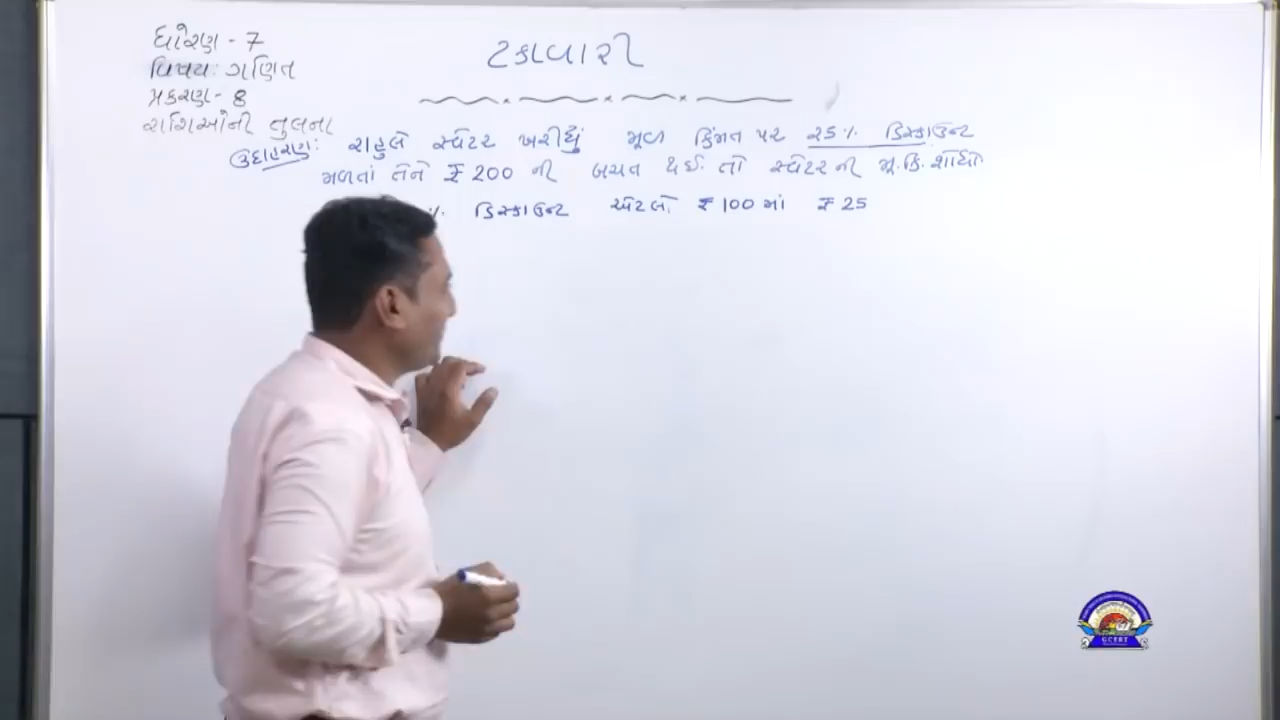 ધોરણ - 7
વિષય: ગણિત
પ્રકરણ - 8
રાશિઓની તુલના
ટકાવારી
ઉદાહરણ: રાહુલે સ્વેટર ખરીધું મૂળ કિંમત પર 25% ડિસ્કાઉન્ટ
મળતાં તેને ₹ 200 ની બચત થઈ તો સ્વેટરની મૂ.કિ. શોધો
% ડિસ્કાઉન્ટ એટલે ₹ 100 માં ₹ 25
GCERT